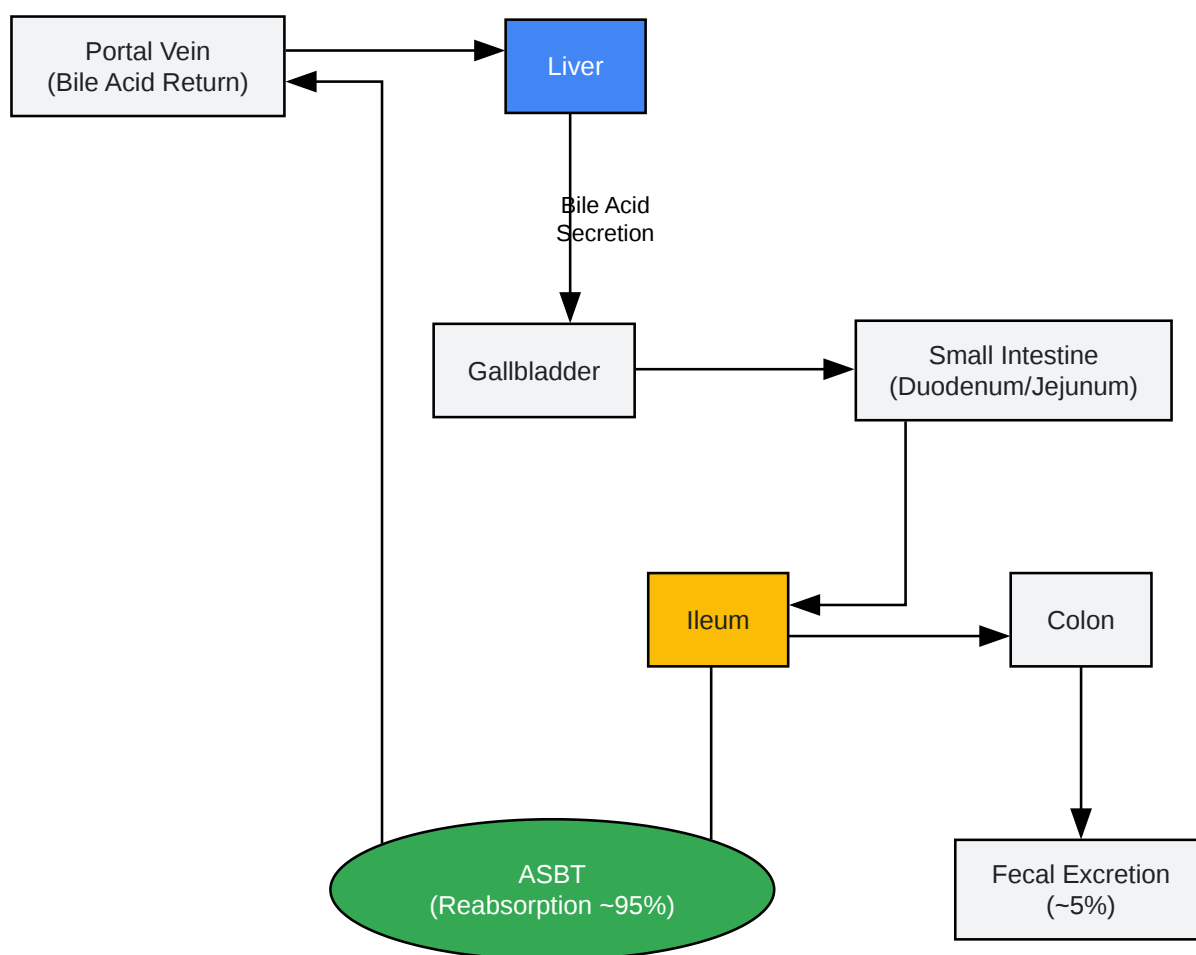 Portal Vein
(Bile Acid Return)
Liver
Bile Acid
Secretion
Gallbladder
Small Intestine
(Duodenum/Jejunum)
Ileum
Colon
ASBT
(Reabsorption ~95%)
Fecal Excretion
(~5%)